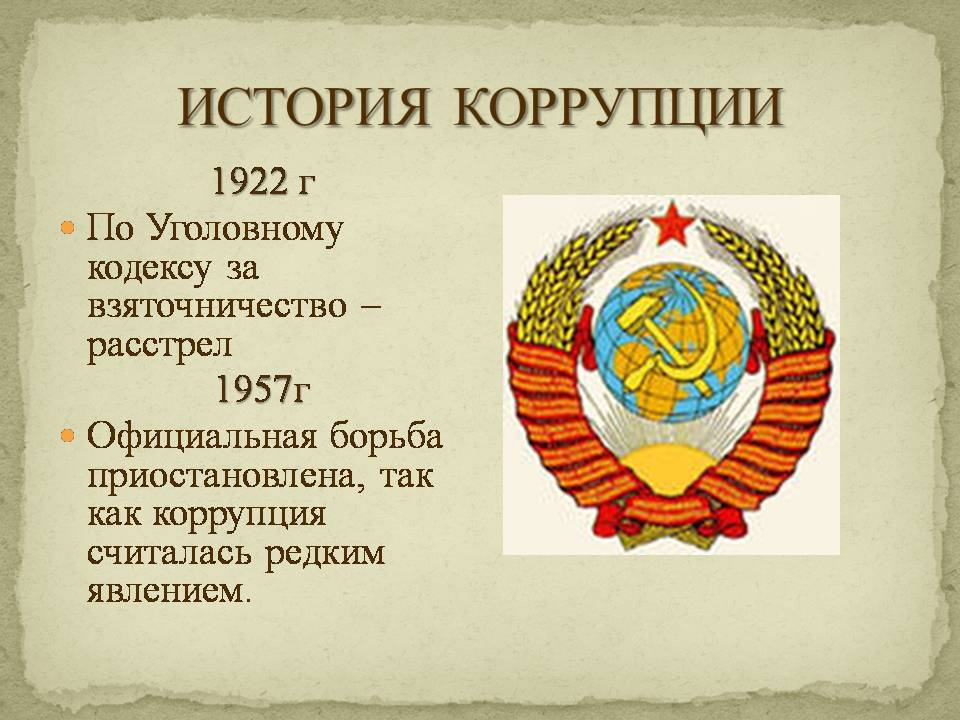 ИСТОРИЯ КОРРУПЦИИ
1922 г
По Уголовному
кодексу за
взяточничество –
расстрел
1957г
Официальная борьба
приостановлена, так
как коррупция
считалась редким
явлением.